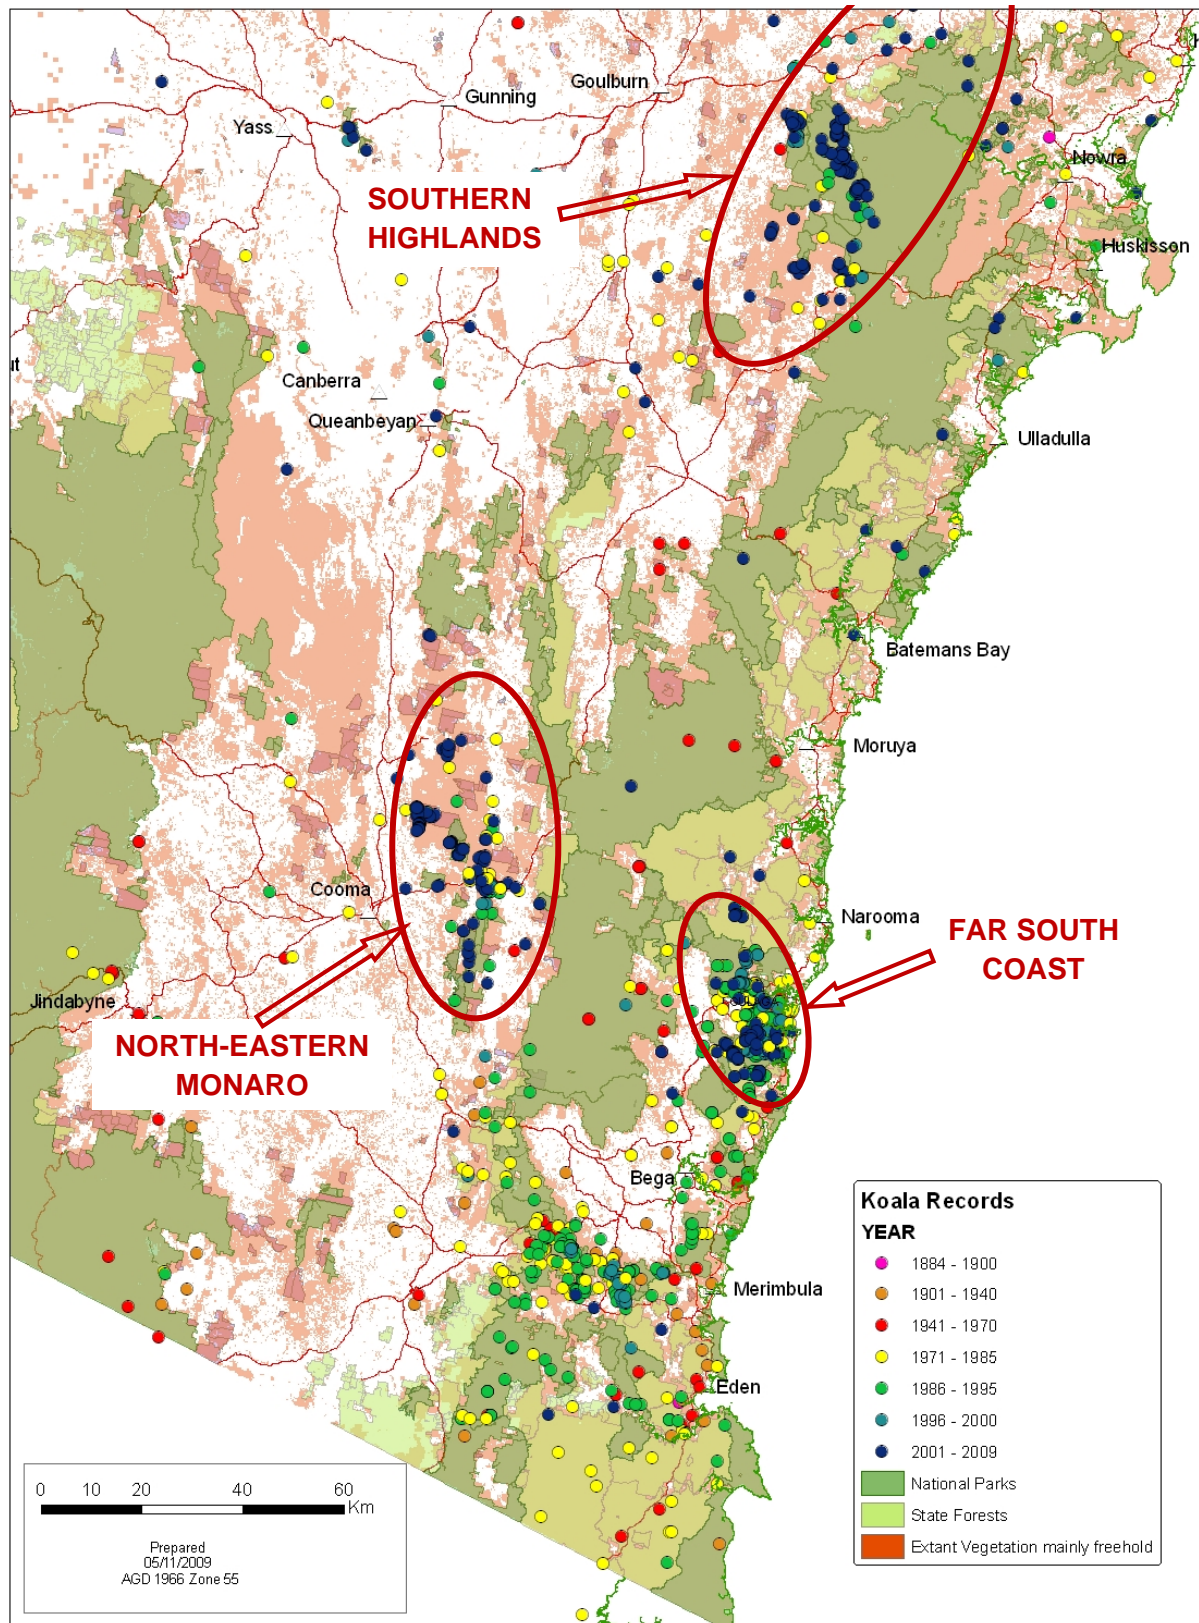 Goulburn
Gunning
Yass
Nowra
SOUTHERN
HIGHLANDS
Huskisson
ut
Canberra
Queanbeyan
Ulladulla
Batemans Bay
Moruya
Cooma
Narooma
FAR SOUTH
COAST
Jindabyne
NORTH-EASTERN
MONARO
Bega
Merimbula
Eden
Koala Records
YEAR
1884 - 1900
1901 - 1940
1941 - 1970
1971 - 1985
1986 - 1995
1996 - 2000
2001 - 2009
National Parks
State Forests
Extant Vegetation mainly freehold
0 10 20 40 60
Km
Prepared
05/11/2009
AGD 1966 Zone 55